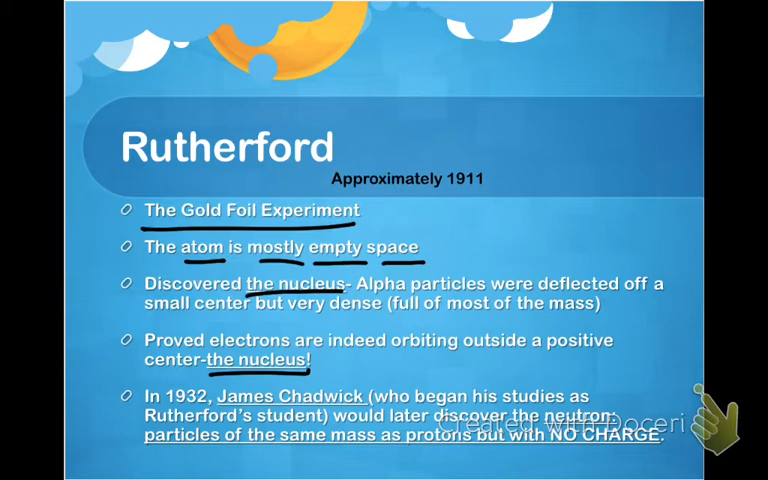 Rutherford
Approximately 1911
The Gold Foil Experiment
The atom is mostly empty space
Discovered the nucleus- Alpha particles were deflected off a
small center but very dense (full of most of the mass)
Proved electrons are indeed orbiting outside a positive
center-the nucleus!
In 1932, James Chadwick (who began his studies as
Rutherford's student) would later discover the neutron:
particles of the same mass as protons but with NO CHARGE.
Created with Doceri